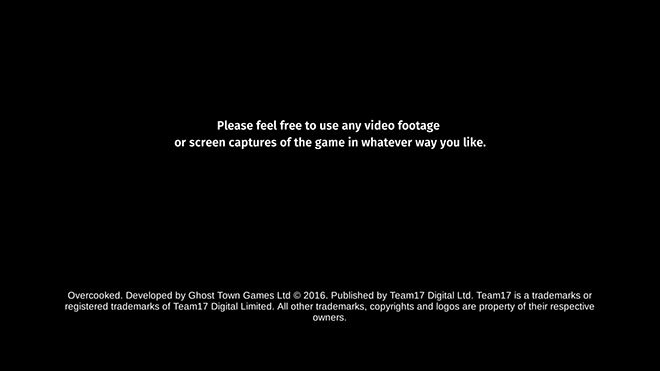 Please feel free to use any video footage
or screen captures of the game in whatever way you like.
Overcooked. Developed by Ghost Town Games Ltd © 2016. Published by Team17 Digital Ltd. Team17 is a trademarks or
registered trademarks of Team17 Digital Limited. All other trademarks, copyrights and logos are property of their respective
owners.